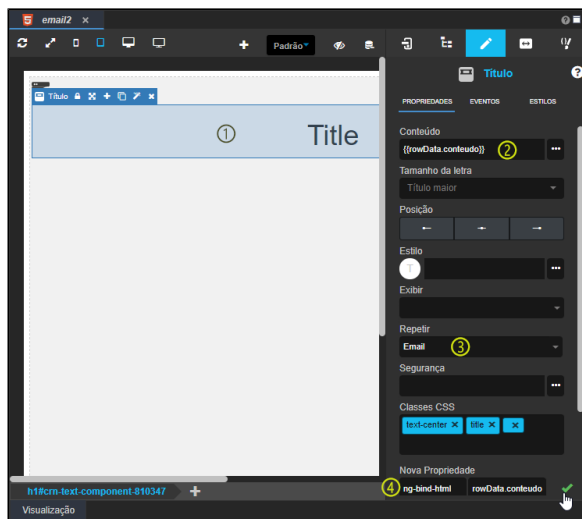 email2 ×
Padrão
Título
Título
PROPRIEDADES EVENTOS ESTILOS
1 Title
Conteúdo
{{rowData.conteudo}} 2
Tamanho da letra
Título maior
Posição
Estilo
T
Exibir
Repetir
Email 3
Segurança
Classes CSS
text-center × title × ×
Nova Propriedade
4 ng-bind-html rowData.conteudo
h1#crn-text-component-810347
Visualização